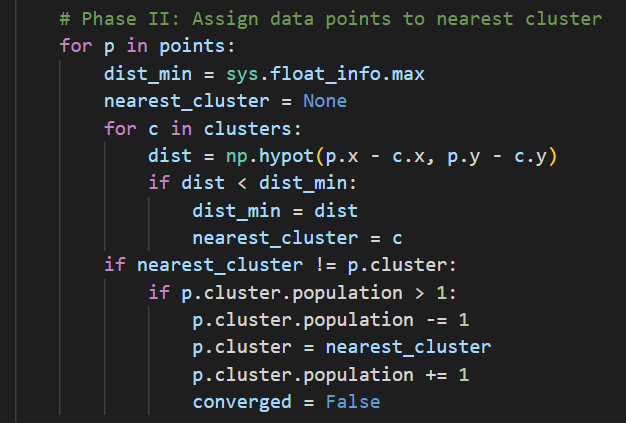 # Phase II: Assign data points to nearest cluster
for p in points:
    dist_min = sys.float_info.max
    nearest_cluster = None
    for c in clusters:
        dist = np.hypot(p.x - c.x, p.y - c.y)
        if dist < dist_min:
            dist_min = dist
            nearest_cluster = c
    if nearest_cluster != p.cluster:
        if p.cluster.population > 1:
            p.cluster.population -= 1
            p.cluster = nearest_cluster
            p.cluster.population += 1
            converged = False